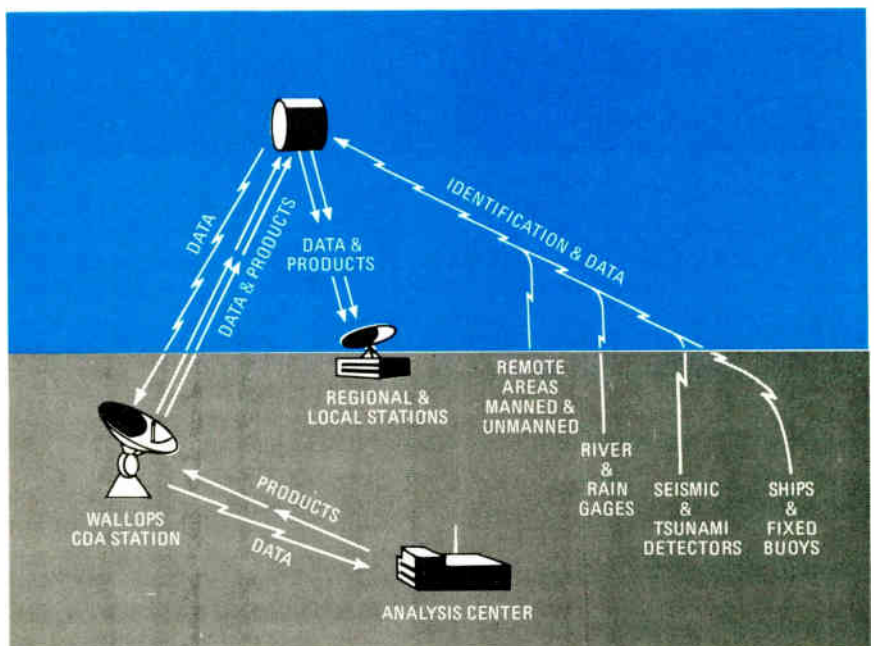 IDENTIFICATION & DATA
DATA
DATA & PRODUCTS
DATA &
PRODUCTS
REGIONAL &
LOCAL STATIONS
REMOTE
AREAS
MANNED &
UNMANNED
RIVER
&
RAIN
GAGES
SEISMIC
&
TSUNAMI
DETECTORS
SHIPS
&
FIXED
BUOYS
WALLOPS
CDA STATION
PRODUCTS
DATA
ANALYSIS CENTER